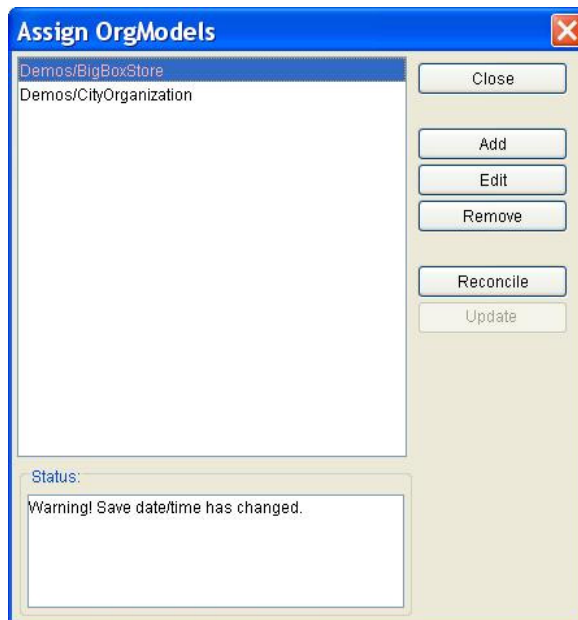 Assign OrgModels
Demos/BigBoxStore
Demos/CityOrganization
Close
Add
Edit
Remove
Reconcile
Update
Status:
Warning! Save date/time has changed.